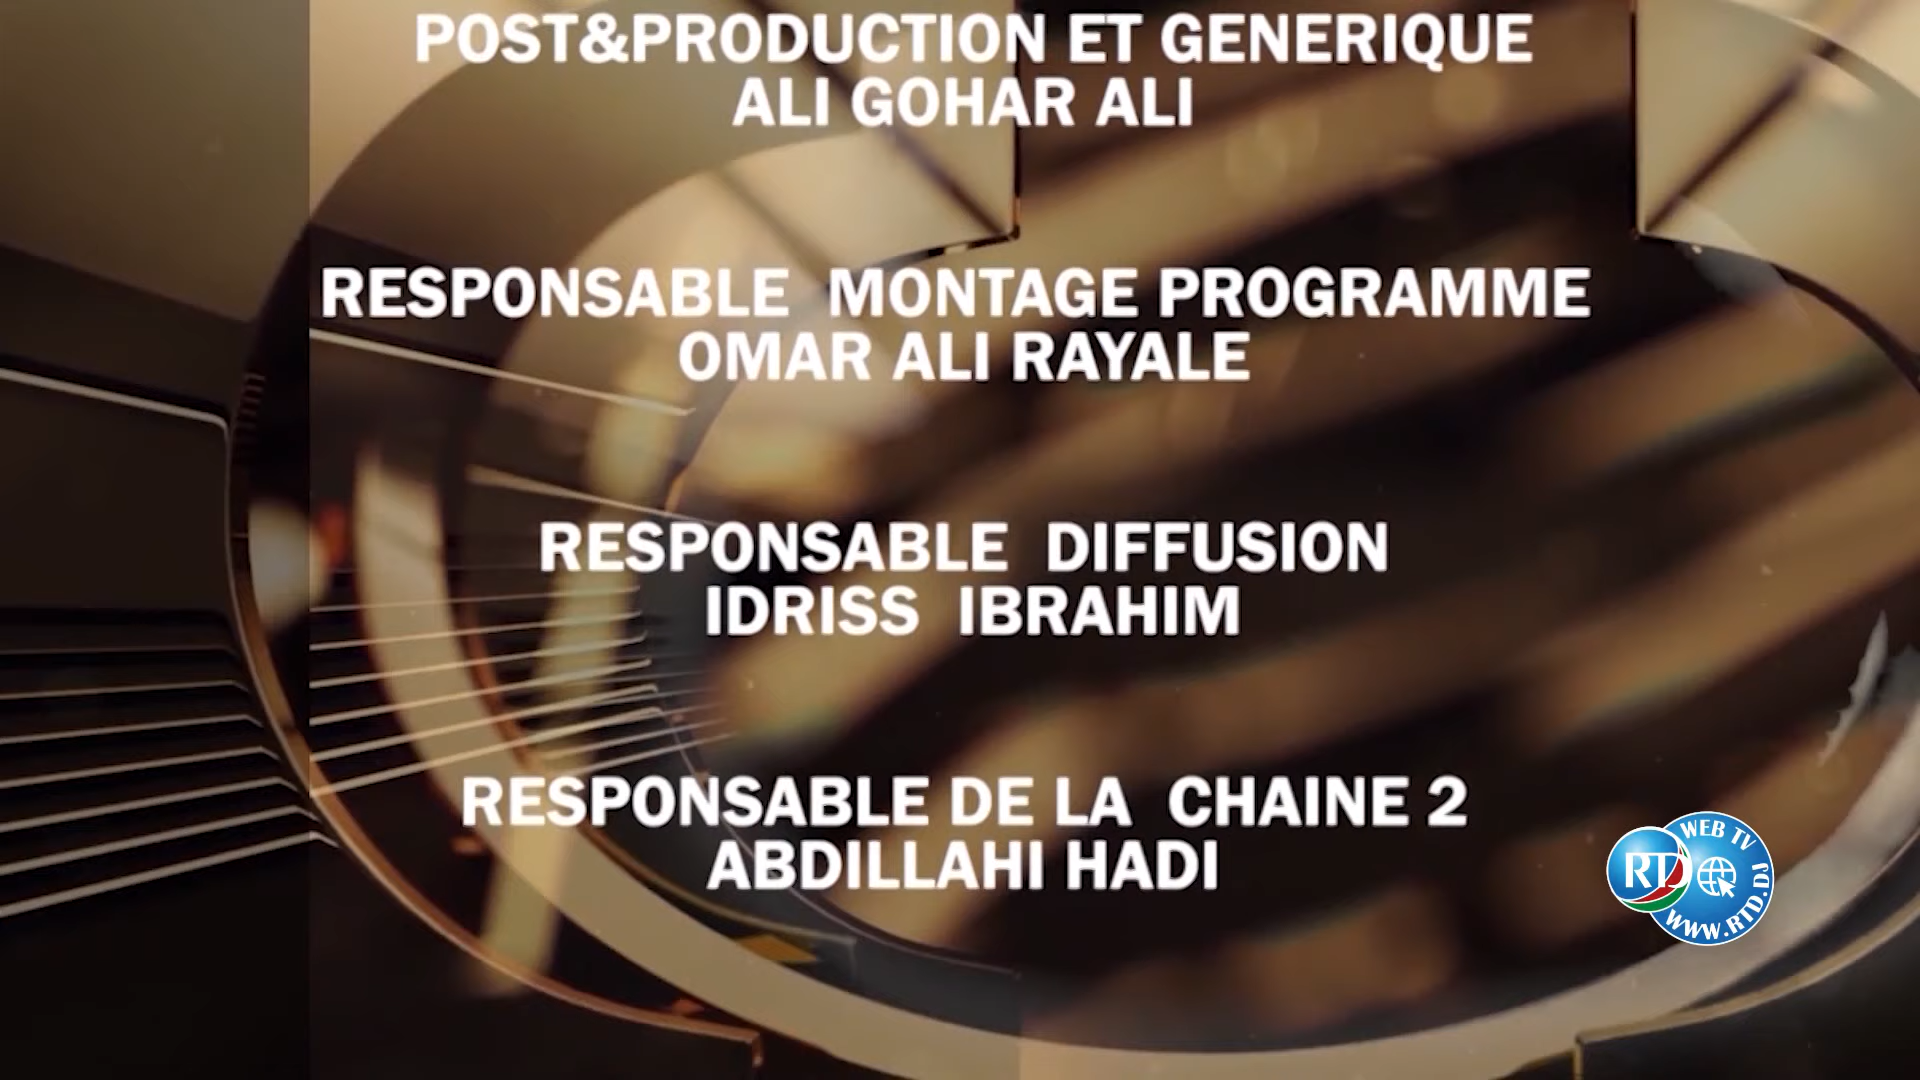 POST&PRODUCTION ET GENERIQUE
ALI GOHAR ALI
RESPONSABLE MONTAGE PROGRAMME
OMAR ALI RAYALE
RESPONSABLE DIFFUSION
IDRISS IBRAHIM
RESPONSABLE DE LA CHAINE 2
ABDILLAHI HADI
WEB TV
RTD
WWW.RTD.DJ